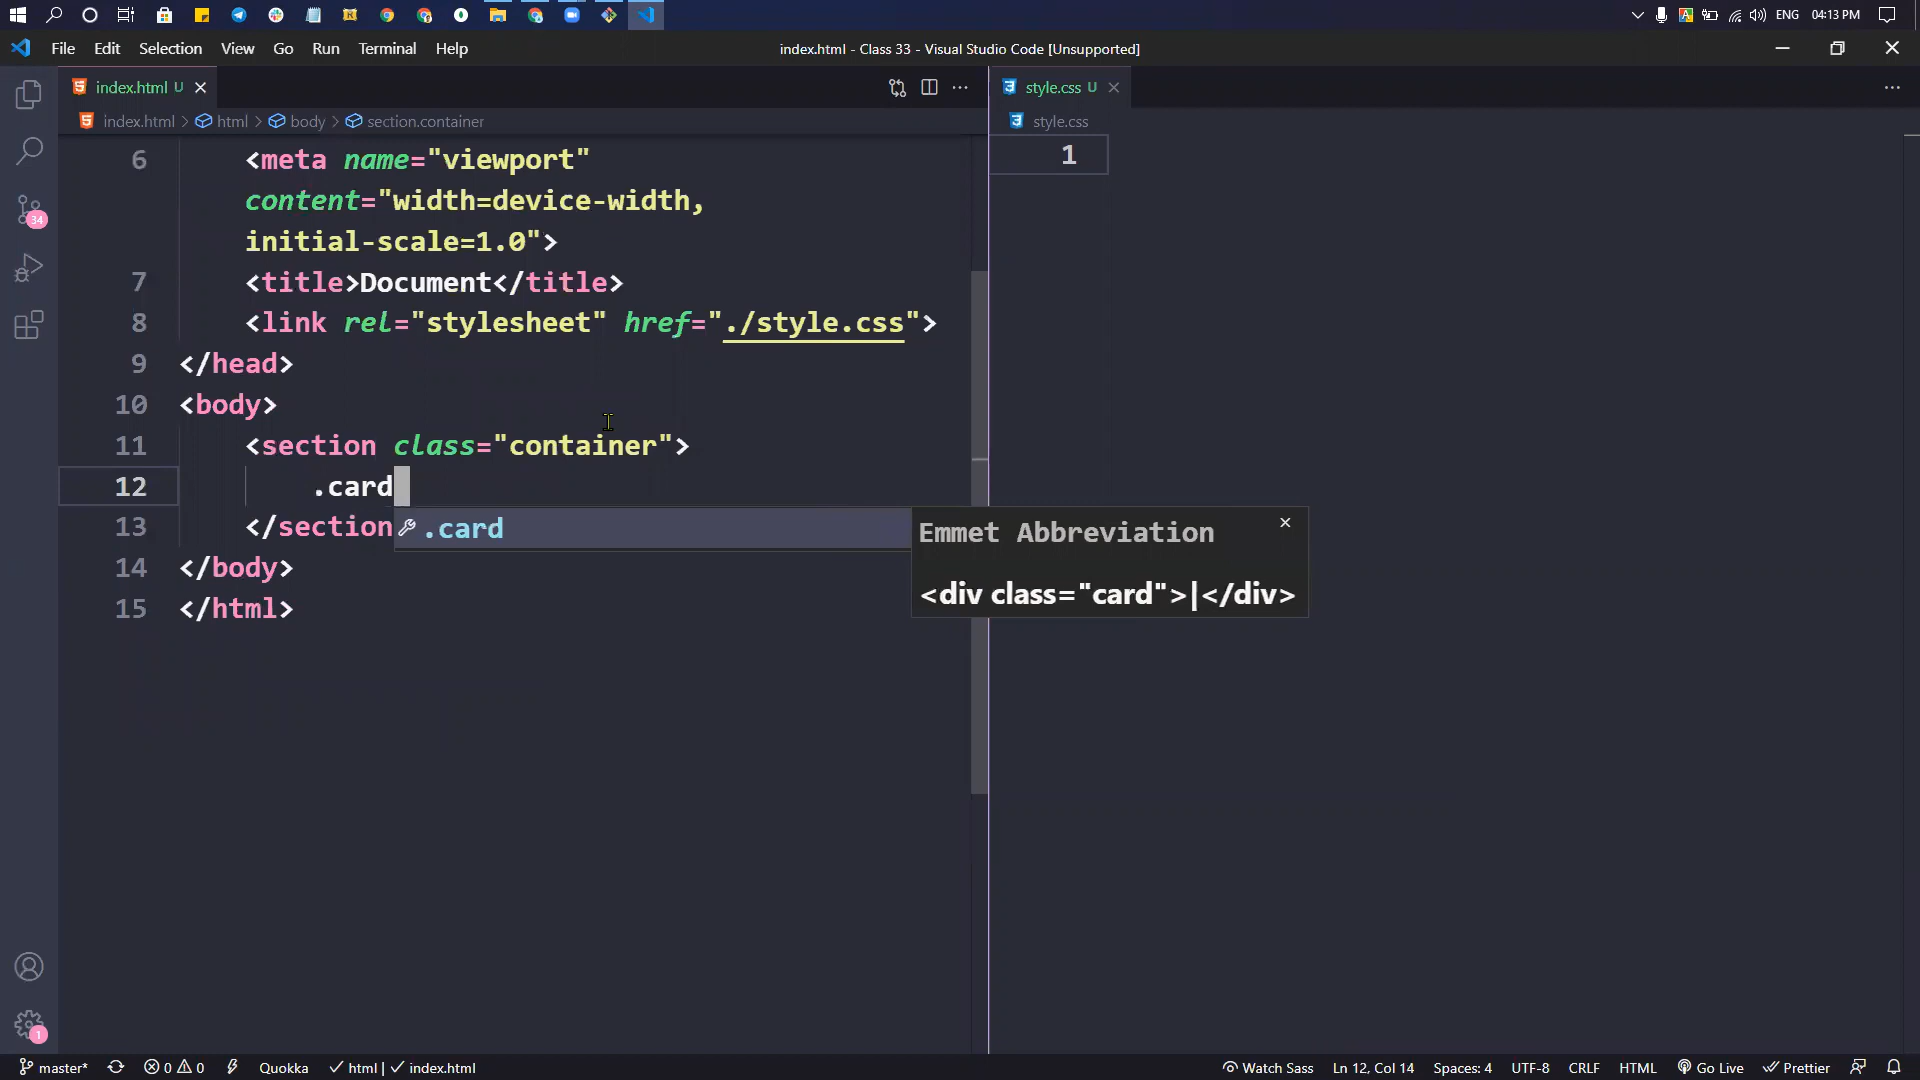 ENG 04:13 PM
File Edit Selection View Go Run Terminal Help
index.html - Class 33 - Visual Studio Code [Unsupported]
index.html U
index.html > html > body > section.container
6 <meta name="viewport"
content="width=device-width,
initial-scale=1.0">
7 <title>Document</title>
8 <link rel="stylesheet" href="./style.css">
9 </head>
10 <body>
11 <section class="container">
12 .card
13 </section
14 </body>
15 </html>
.card
Emmet Abbreviation
<div class="card">|</div>
style.css U
style.css
1
34
1
master* 0 0 Quokka html | index.html
Watch Sass Ln 12, Col 14 Spaces: 4 UTF-8 CRLF HTML Go Live Prettier